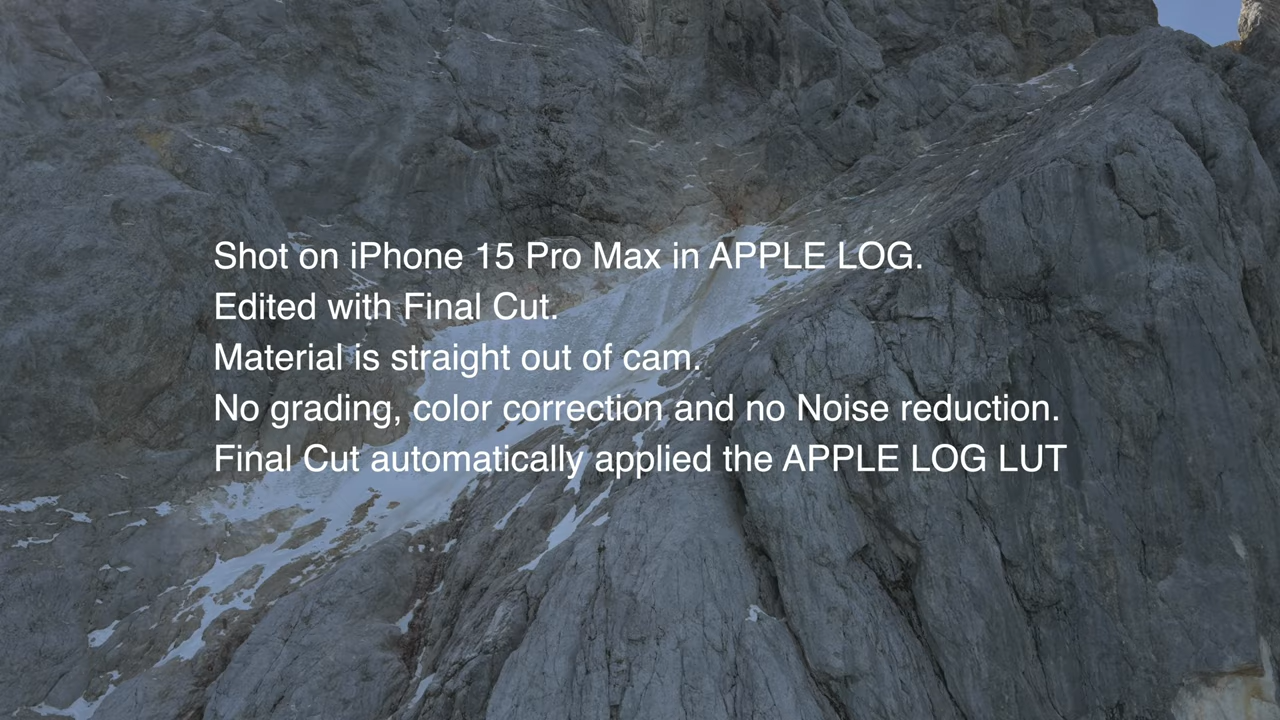 Shot on iPhone 15 Pro Max in APPLE LOG.
Edited with Final Cut.
Material is straight out of cam.
No grading, color correction and no Noise reduction.
Final Cut automatically applied the APPLE LOG LUT